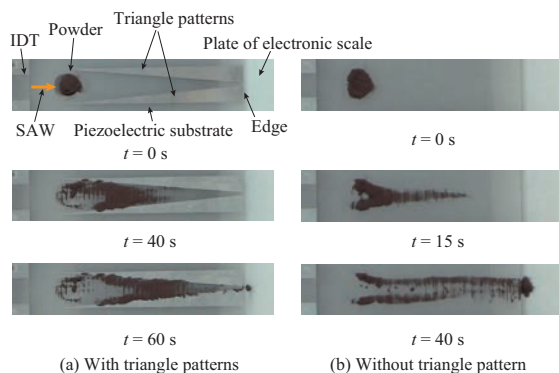 Triangle patterns
Powder
IDT
Plate of electronic scale
SAW
Piezoelectric substrate
Edge
t = 0 s
t = 0 s
t = 40 s
t = 15 s
t = 60 s
t = 40 s
(a) With triangle patterns
(b) Without triangle pattern